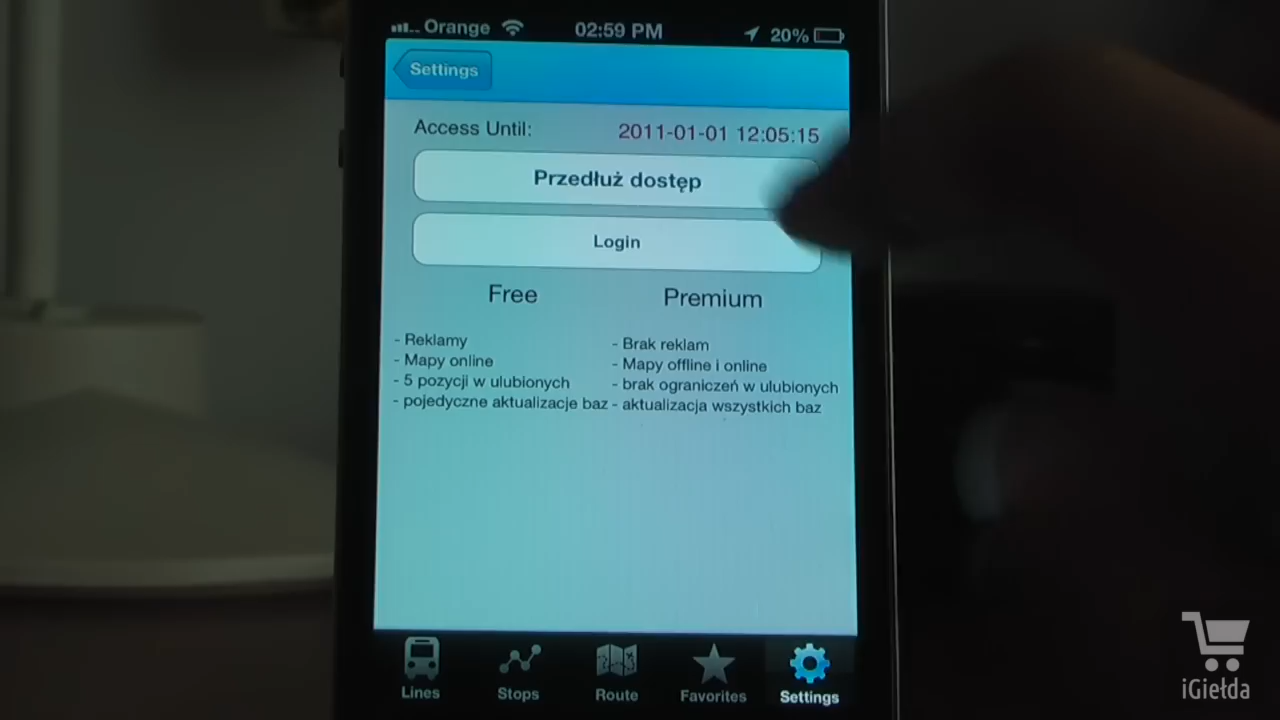 Orange 02:59 PM 20%
Settings
Access Until: 2011-01-01 12:05:15
Przedłuż dostęp
Login
Free Premium
- Reklamy - Brak reklam
- Mapy online - Mapy offline i online
- 5 pozycji w ulubionych - brak ograniczeń w ulubionych
- pojedyczne aktualizacje baz - aktualizacja wszystkich baz
Lines Stops Route Favorites Settings
iGiełda